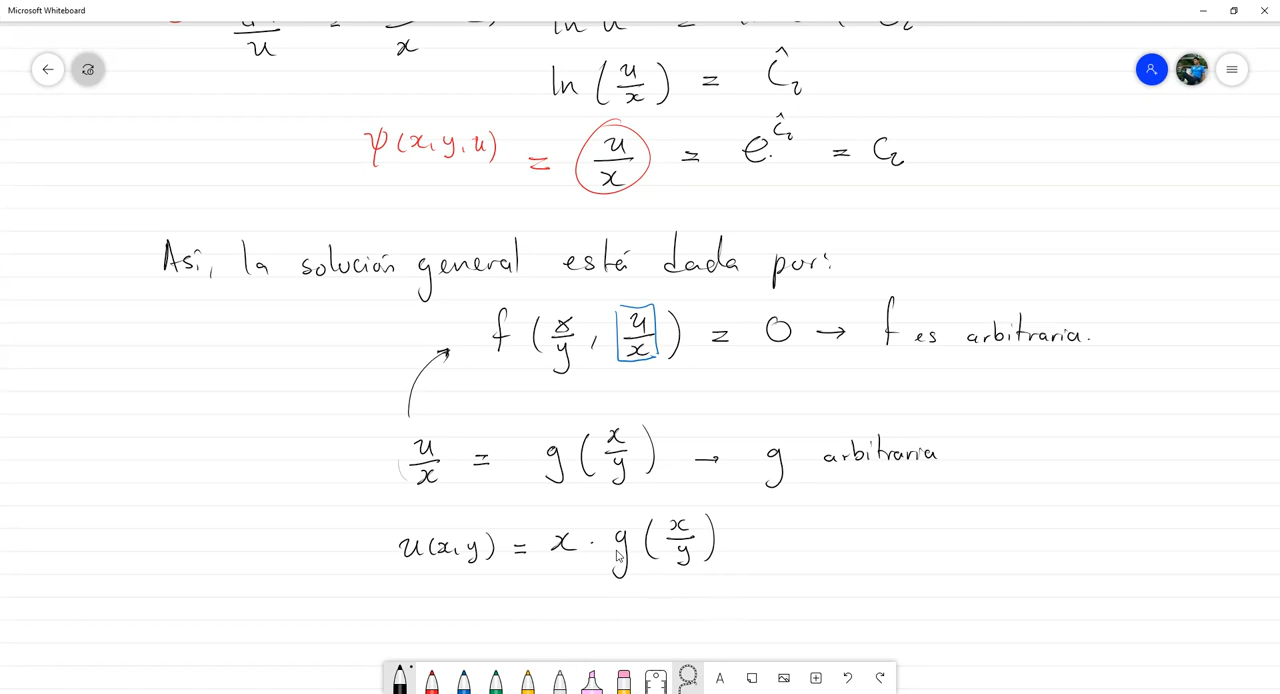 Microsoft Whiteboard
u = x
ln (u/x) = Ĉ₂
ψ(x,y,u) = u/x = e^Ĉ₂ = C₂
Así, la solución general está dada por:
f (x/y, u/x) = 0 → f es arbitraria.
u/x = g(x/y) → g arbitraria
u(x,y) = x · g(x/y)
A